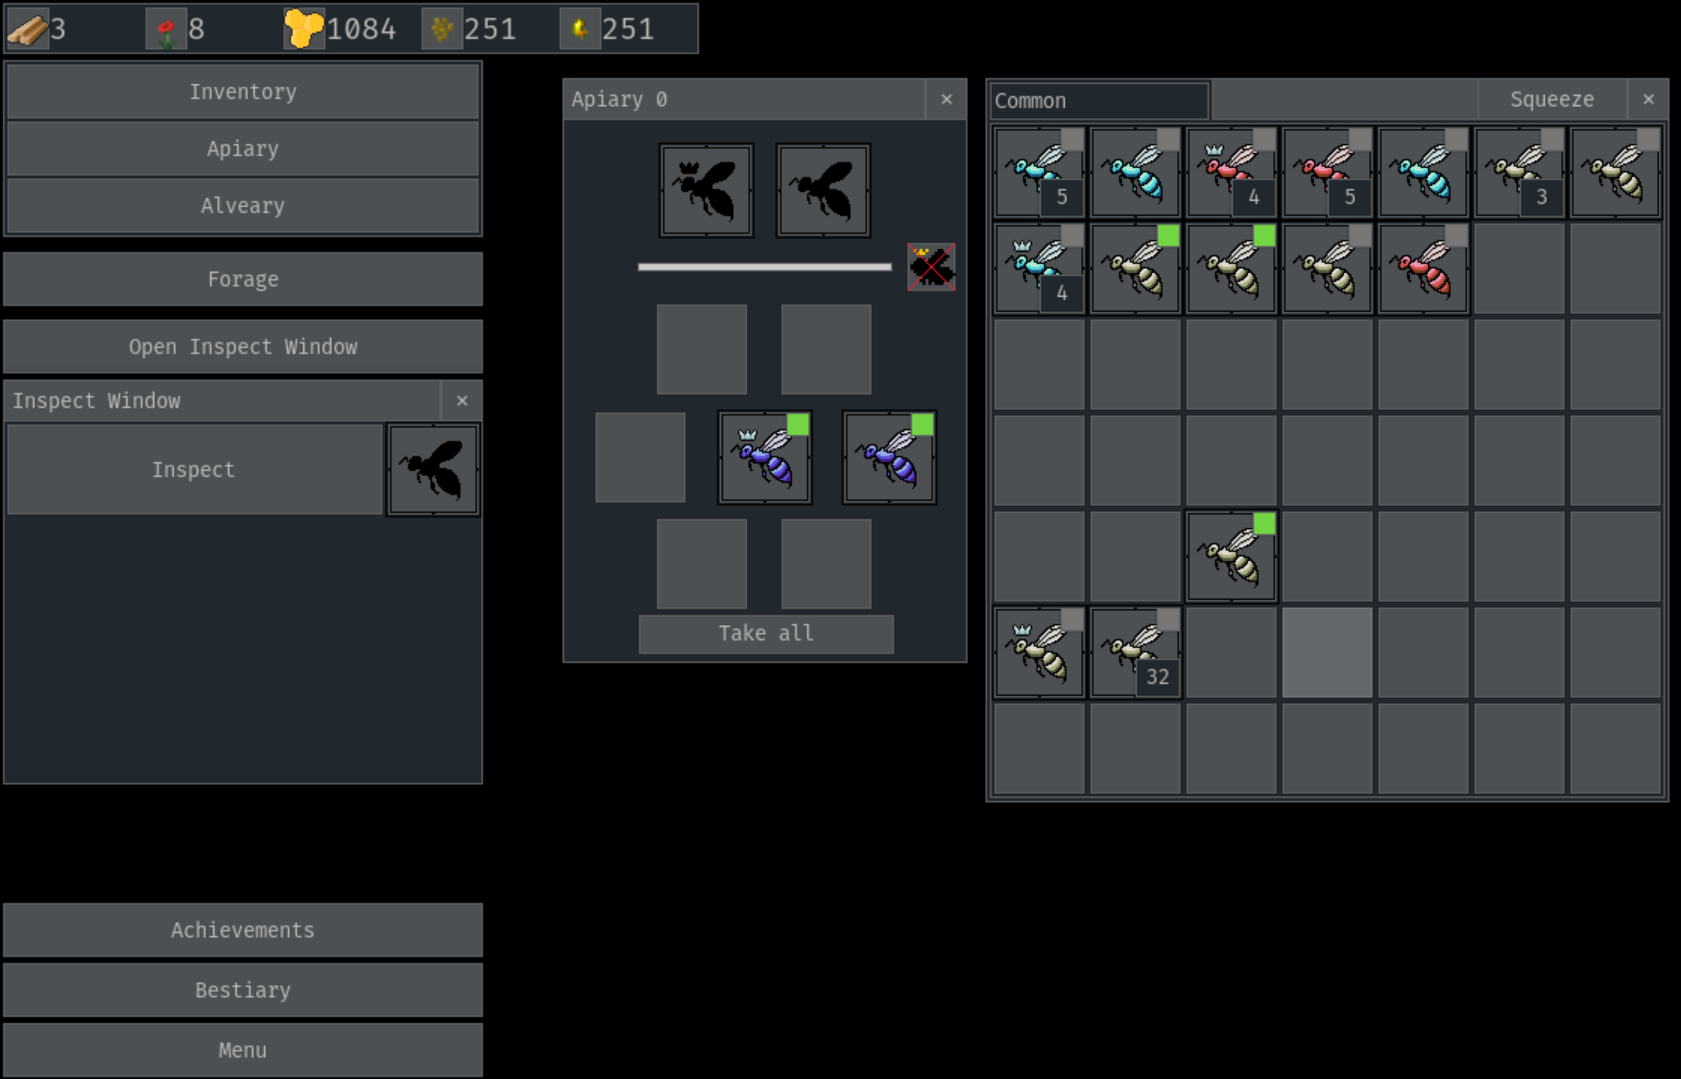 3 8 1084 251 251
Inventory
Apiary
Alveary
Forage
Open Inspect Window
Inspect Window ×
Inspect
Achievements
Bestiary
Menu
Apiary 0 ×
Take all
Common Squeeze ×
5 4 5 3
4
32